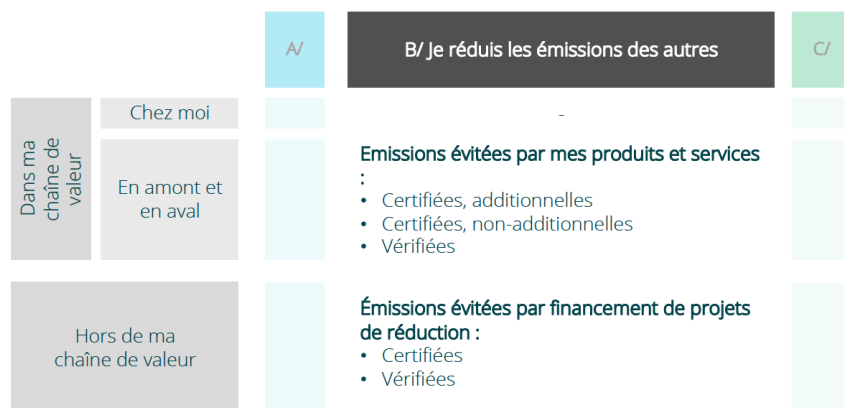 A/
B/ Je réduis les émissions des autres
C/
Dans ma
chaîne de
valeur
Chez moi
-
En amont et
en aval
Emissions évitées par mes produits et services
:
• Certifiées, additionnelles
• Certifiées, non-additionnelles
• Vérifiées
Hors de ma
chaîne de valeur
Émissions évitées par financement de projets
de réduction :
• Certifiées
• Vérifiées